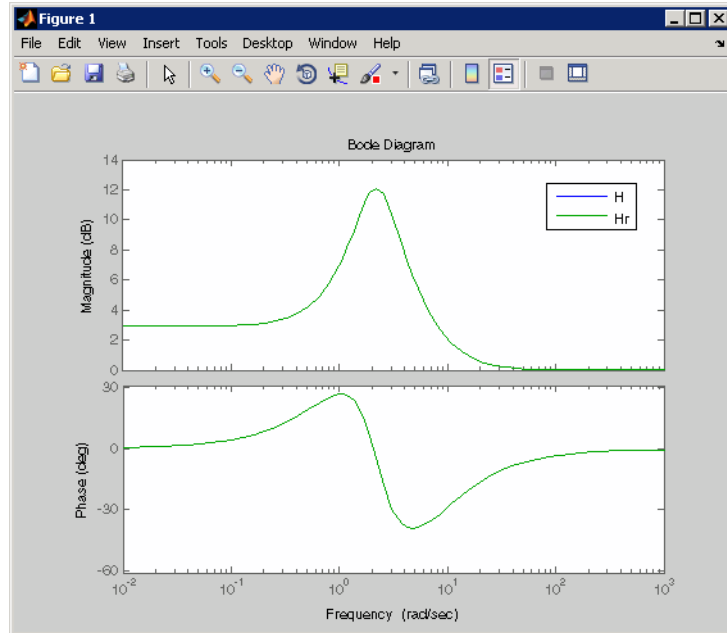 Figure 1
File Edit View Insert Tools Desktop Window Help
Bode Diagram
Magnitude (dB)
14
12
10
8
6
4
2
0
H
Hr
Phase (deg)
30
0
-30
-60
10^-2 10^-1 10^0 10^1 10^2 10^3
Frequency (rad/sec)